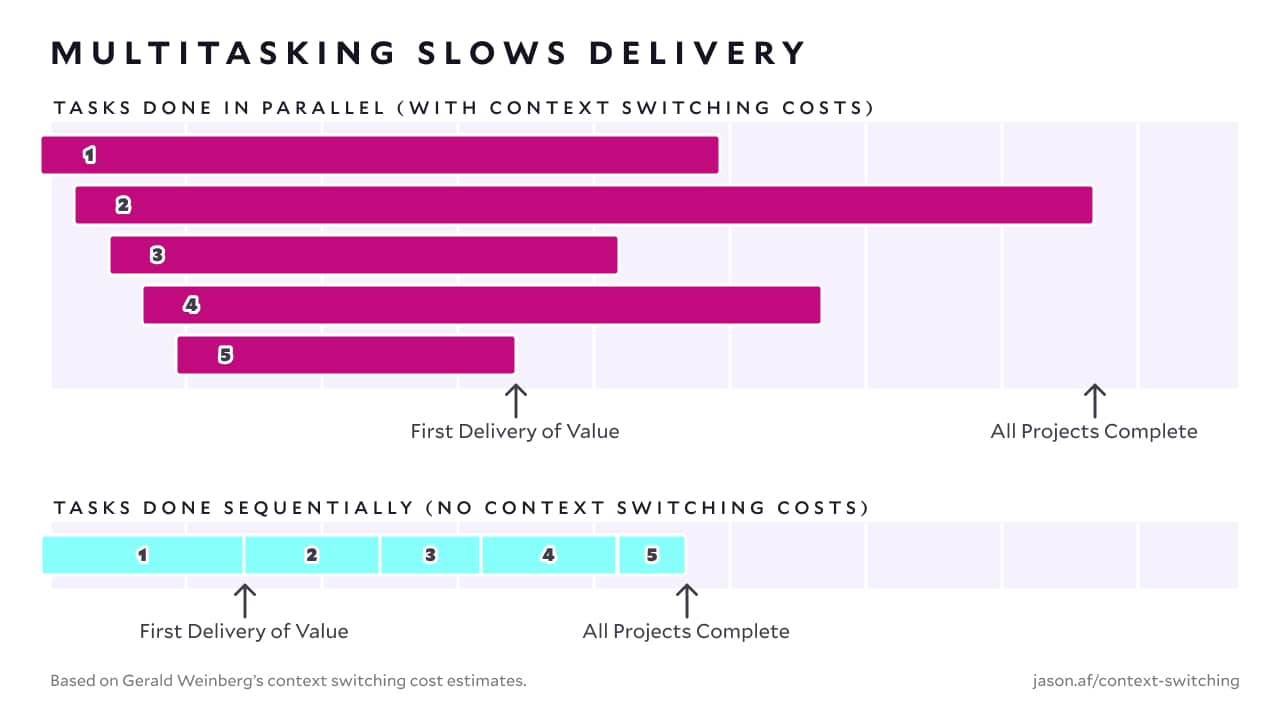 MULTITASKING SLOWS DELIVERY
TASKS DONE IN PARALLEL (WITH CONTEXT SWITCHING COSTS)
1
2
3
4
5
First Delivery of Value
All Projects Complete
TASKS DONE SEQUENTIALLY (NO CONTEXT SWITCHING COSTS)
1 2 3 4 5
First Delivery of Value
All Projects Complete
Based on Gerald Weinberg’s context switching cost estimates.
jason.af/context-switching